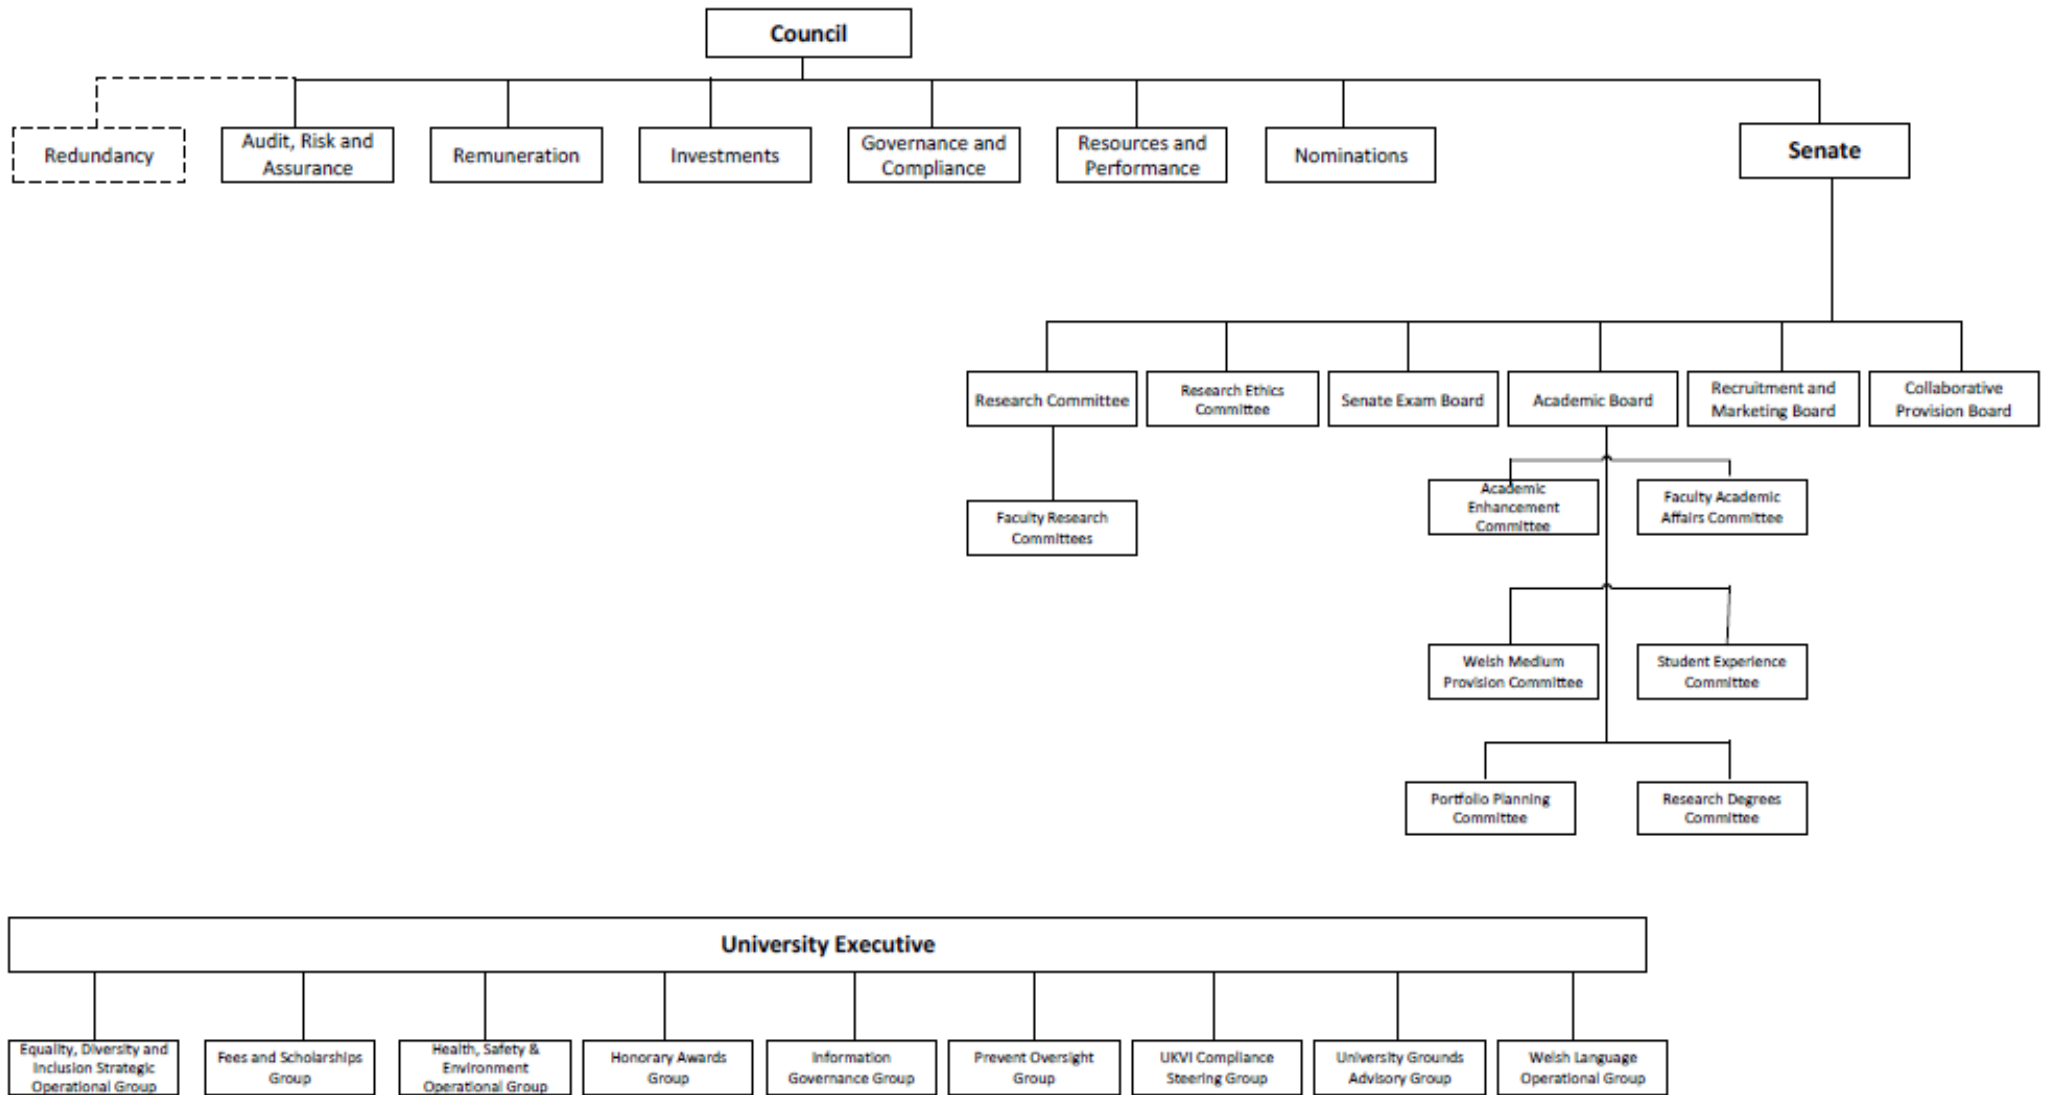 Council
Redundancy
Audit, Risk and
Assurance
Remuneration
Investments
Governance and
Compliance
Resources and
Performance
Nominations
Senate
Research Committee
Research Ethics
Committee
Senate Exam Board
Academic Board
Recruitment and
Marketing Board
Collaborative
Provision Board
Faculty Research
Committees
Academic
Enhancement
Committee
Faculty Academic
Affairs Committee
Welsh Medium
Provision Committee
Student Experience
Committee
Portfolio Planning
Committee
Research Degrees
Committee
University Executive
Equality, Diversity and
Inclusion Strategic
Operational Group
Fees and Scholarships
Group
Health, Safety &
Environment
Operational Group
Honorary Awards
Group
Information
Governance Group
Prevent Oversight
Group
UKVI Compliance
Steering Group
University Grounds
Advisory Group
Welsh Language
Operational Group